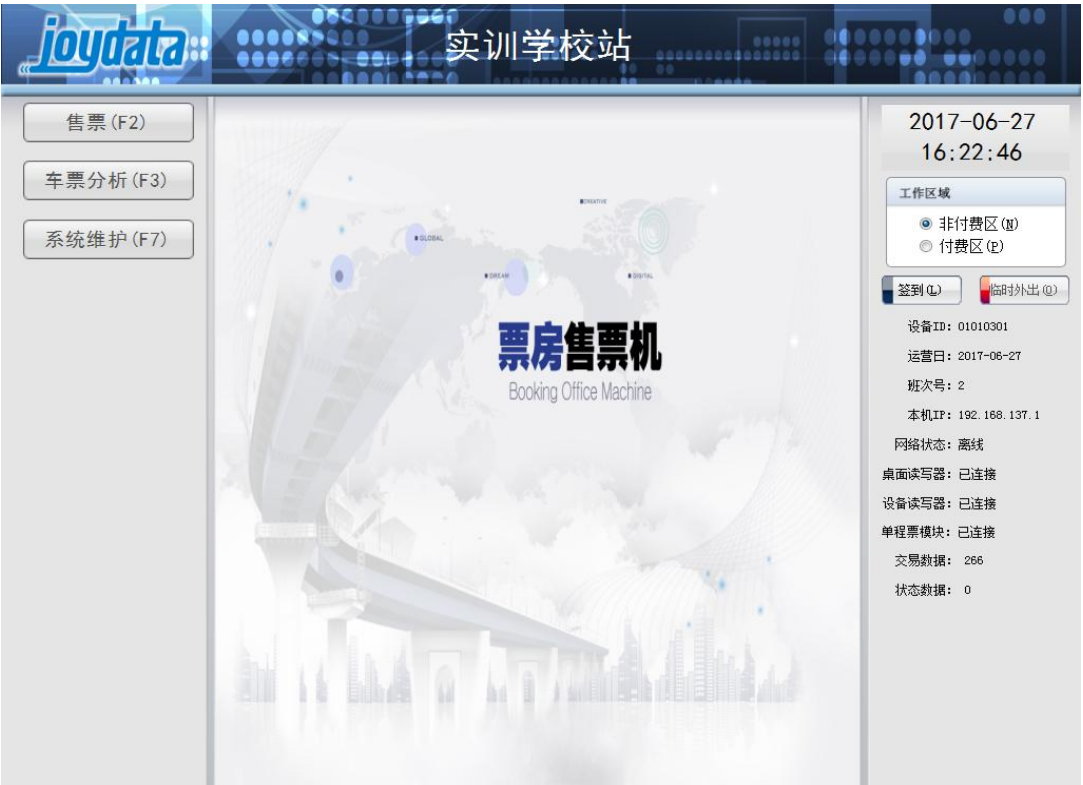 joydata
实训学校站
售票(F2)
车票分析(F3)
系统维护(F7)
CREATIVE
GLOBAL
DREAM
DIGITAL
票房售票机
Booking Office Machine
2017-06-27
16:22:46
工作区域
非付费区(N)
付费区(P)
签到(L)
临时外出(O)
设备ID: 01010301
运营日: 2017-06-27
班次号: 2
本机IP: 192.168.137.1
网络状态: 离线
桌面读写器: 已连接
设备读写器: 已连接
单程票模块: 已连接
交易数据: 266
状态数据: 0